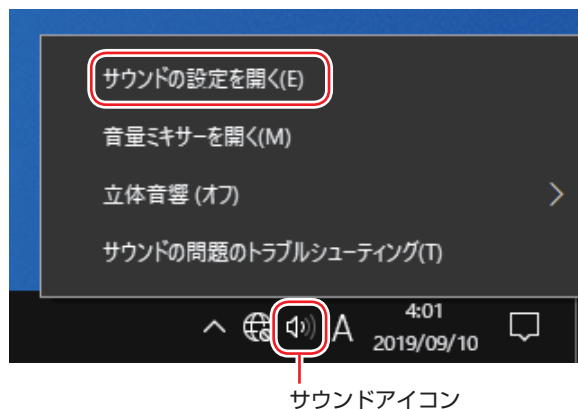 サウンドの設定を開く(E)
音量ミキサーを開く(M)
立体音響 (オフ)
サウンドの問題のトラブルシューティング(T)
A
4:01
2019/09/10
サウンドアイコン